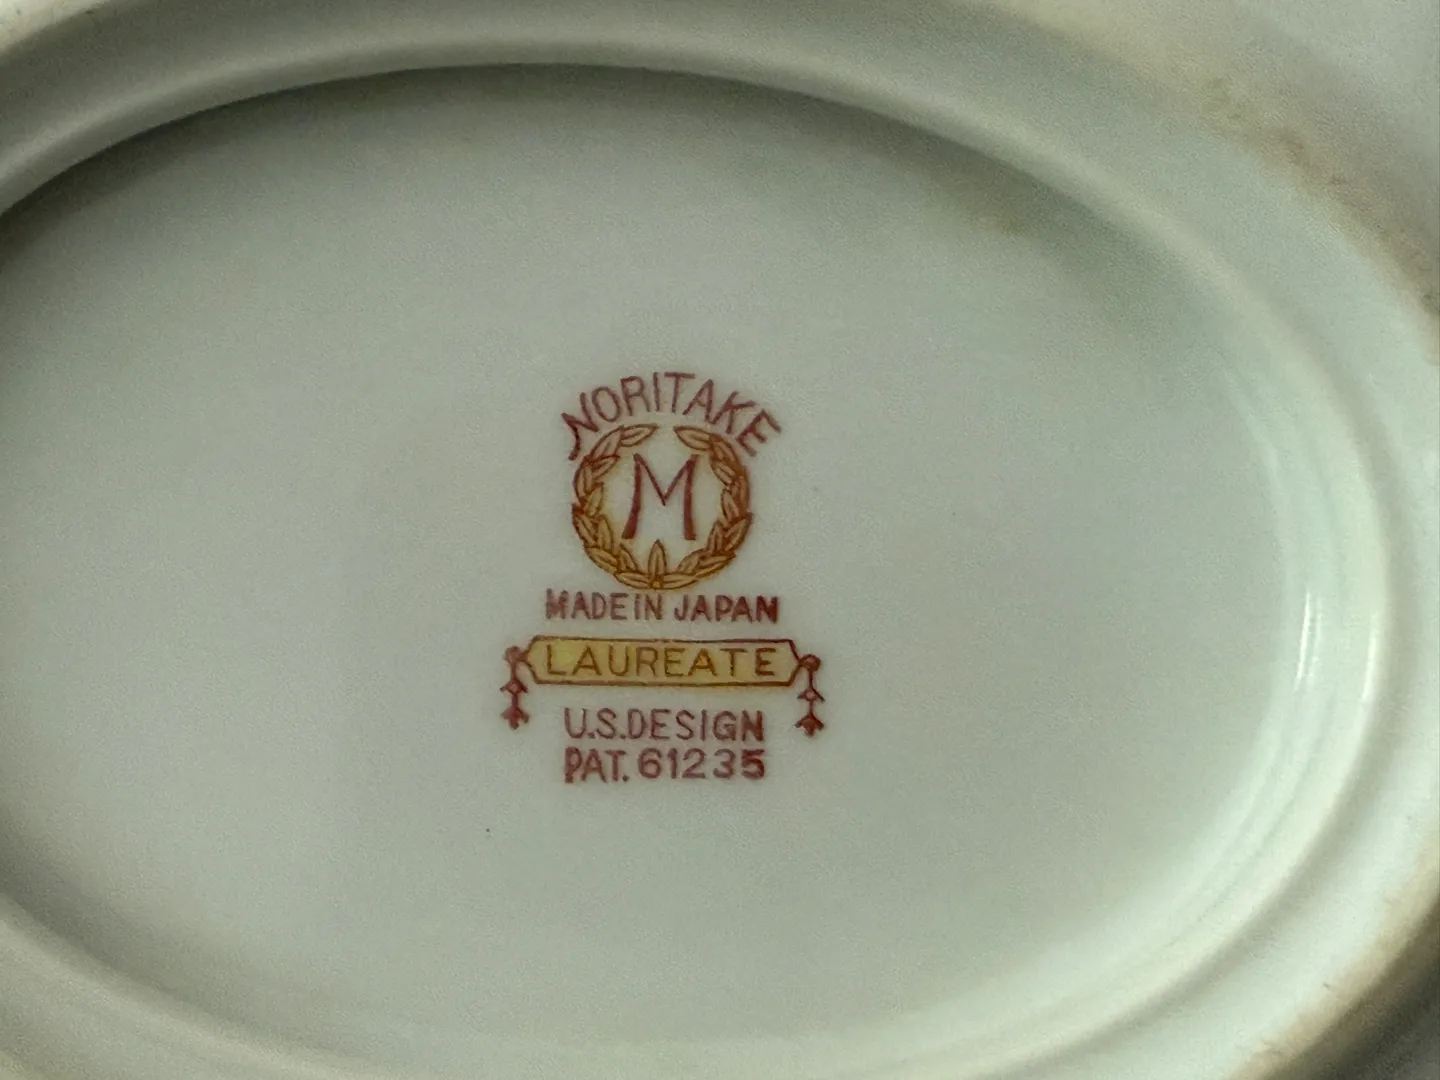 NORITAKE
M
MADE IN JAPAN
LAUREATE
U.S.DESIGN
PAT. 61235